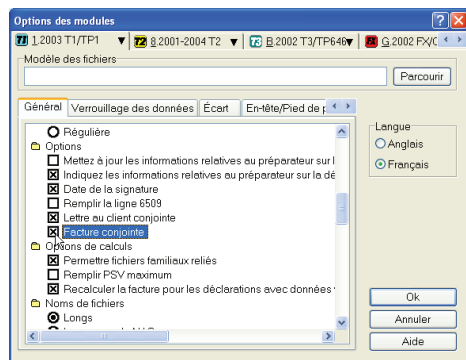 Options des modules
1.2003 T1/TP1
8.2001-2004 T2
B.2002 T3/TP646
G.2002 FX/C
Modèle des fichiers
Parcourir
Général
Verrouillage des données
Écart
En-tête/Pied de p
Langue
Anglais
Français
Régulière
Options
Mettez à jour les informations relatives au préparateur sur l
Indiquez les informations relatives au préparateur sur la dé
Date de la signature
Remplir la ligne 6509
Lettre au client conjointe
Facture conjointe
Options de calculs
Permettre fichiers familiaux reliés
Remplir PSV maximum
Recalculer la facture pour les déclarations avec données
Noms de fichiers
Longs
Ok
Annuler
Aide